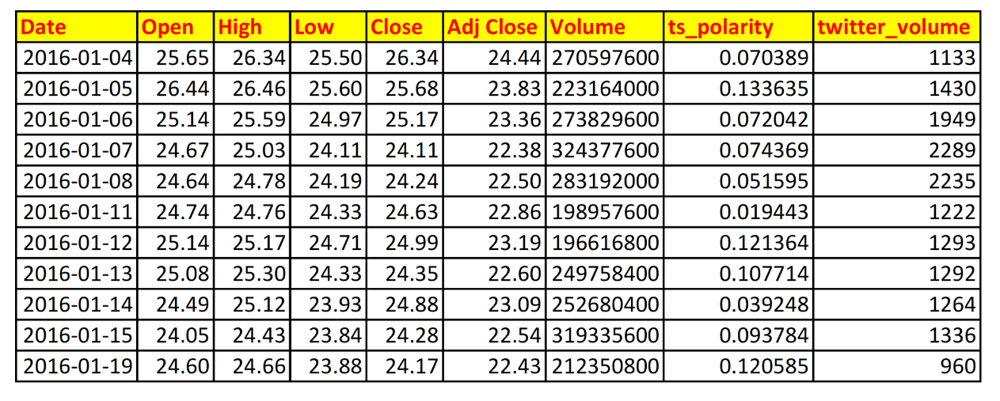 Date Open High Low Close Adj Close Volume ts_polarity twitter_volume
2016-01-04 25.65 26.34 25.50 26.34 24.44 270597600 0.070389 1133
2016-01-05 26.44 26.46 25.60 25.68 23.83 223164000 0.133635 1430
2016-01-06 25.14 25.59 24.97 25.17 23.36 273829600 0.072042 1949
2016-01-07 24.67 25.03 24.11 24.11 22.38 324377600 0.074369 2289
2016-01-08 24.64 24.78 24.19 24.24 22.50 283192000 0.051595 2235
2016-01-11 24.74 24.76 24.33 24.63 22.86 198957600 0.019443 1222
2016-01-12 25.14 25.17 24.71 24.99 23.19 196616800 0.121364 1293
2016-01-13 25.08 25.30 24.33 24.35 22.60 249758400 0.107714 1292
2016-01-14 24.49 25.12 23.93 24.88 23.09 252680400 0.039248 1264
2016-01-15 24.05 24.43 23.84 24.28 22.54 319335600 0.093784 1336
2016-01-19 24.60 24.66 23.88 24.17 22.43 212350800 0.120585 960